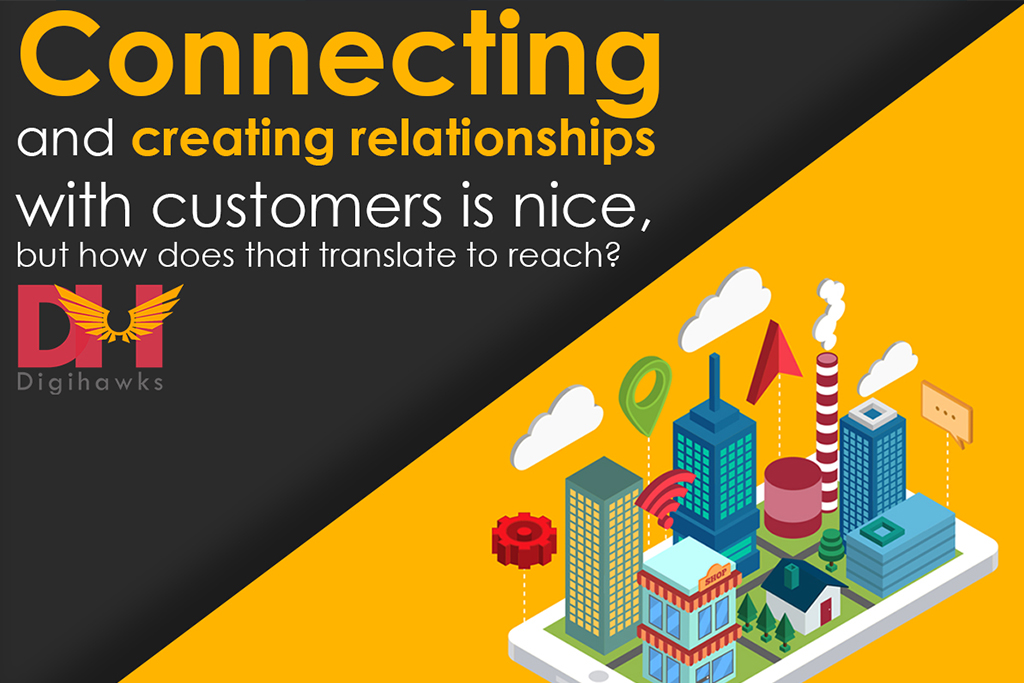 Connecting
and creating relationships
with customers is nice,
but how does that translate to reach?
DH
Digihawks
SHOP